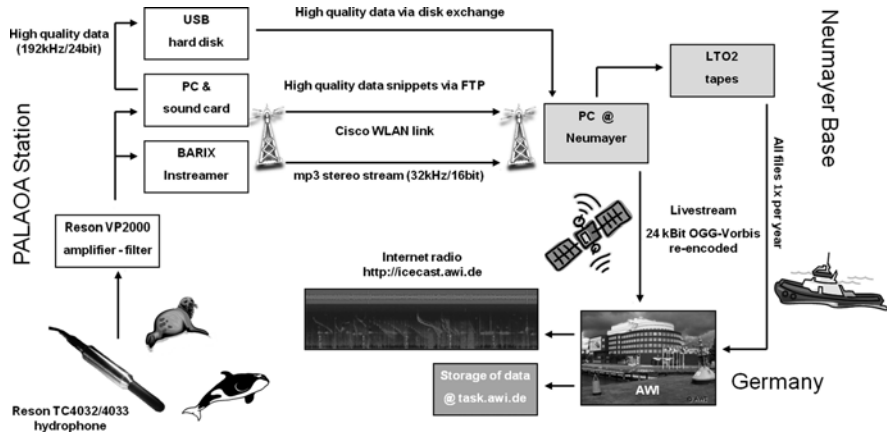 USB
hard disk
High quality data via disk exchange
High quality data
(192kHz/24bit)
PC &
sound card
High quality data snippets via FTP
Cisco WLAN link
BARIX
Instreamer
mp3 stereo stream (32kHz/16bit)
PALAOA Station
Reson VP2000
amplifier - filter
Reson TC4032/4033
hydrophone
PC @
Neumayer
LTO2
tapes
Neumayer Base
All files 1x per year
Livestream
24 kBit OGG-Vorbis
re-encoded
Internet radio
http://icecast.awi.de
Storage of data
@ task.awi.de
AWI
Germany